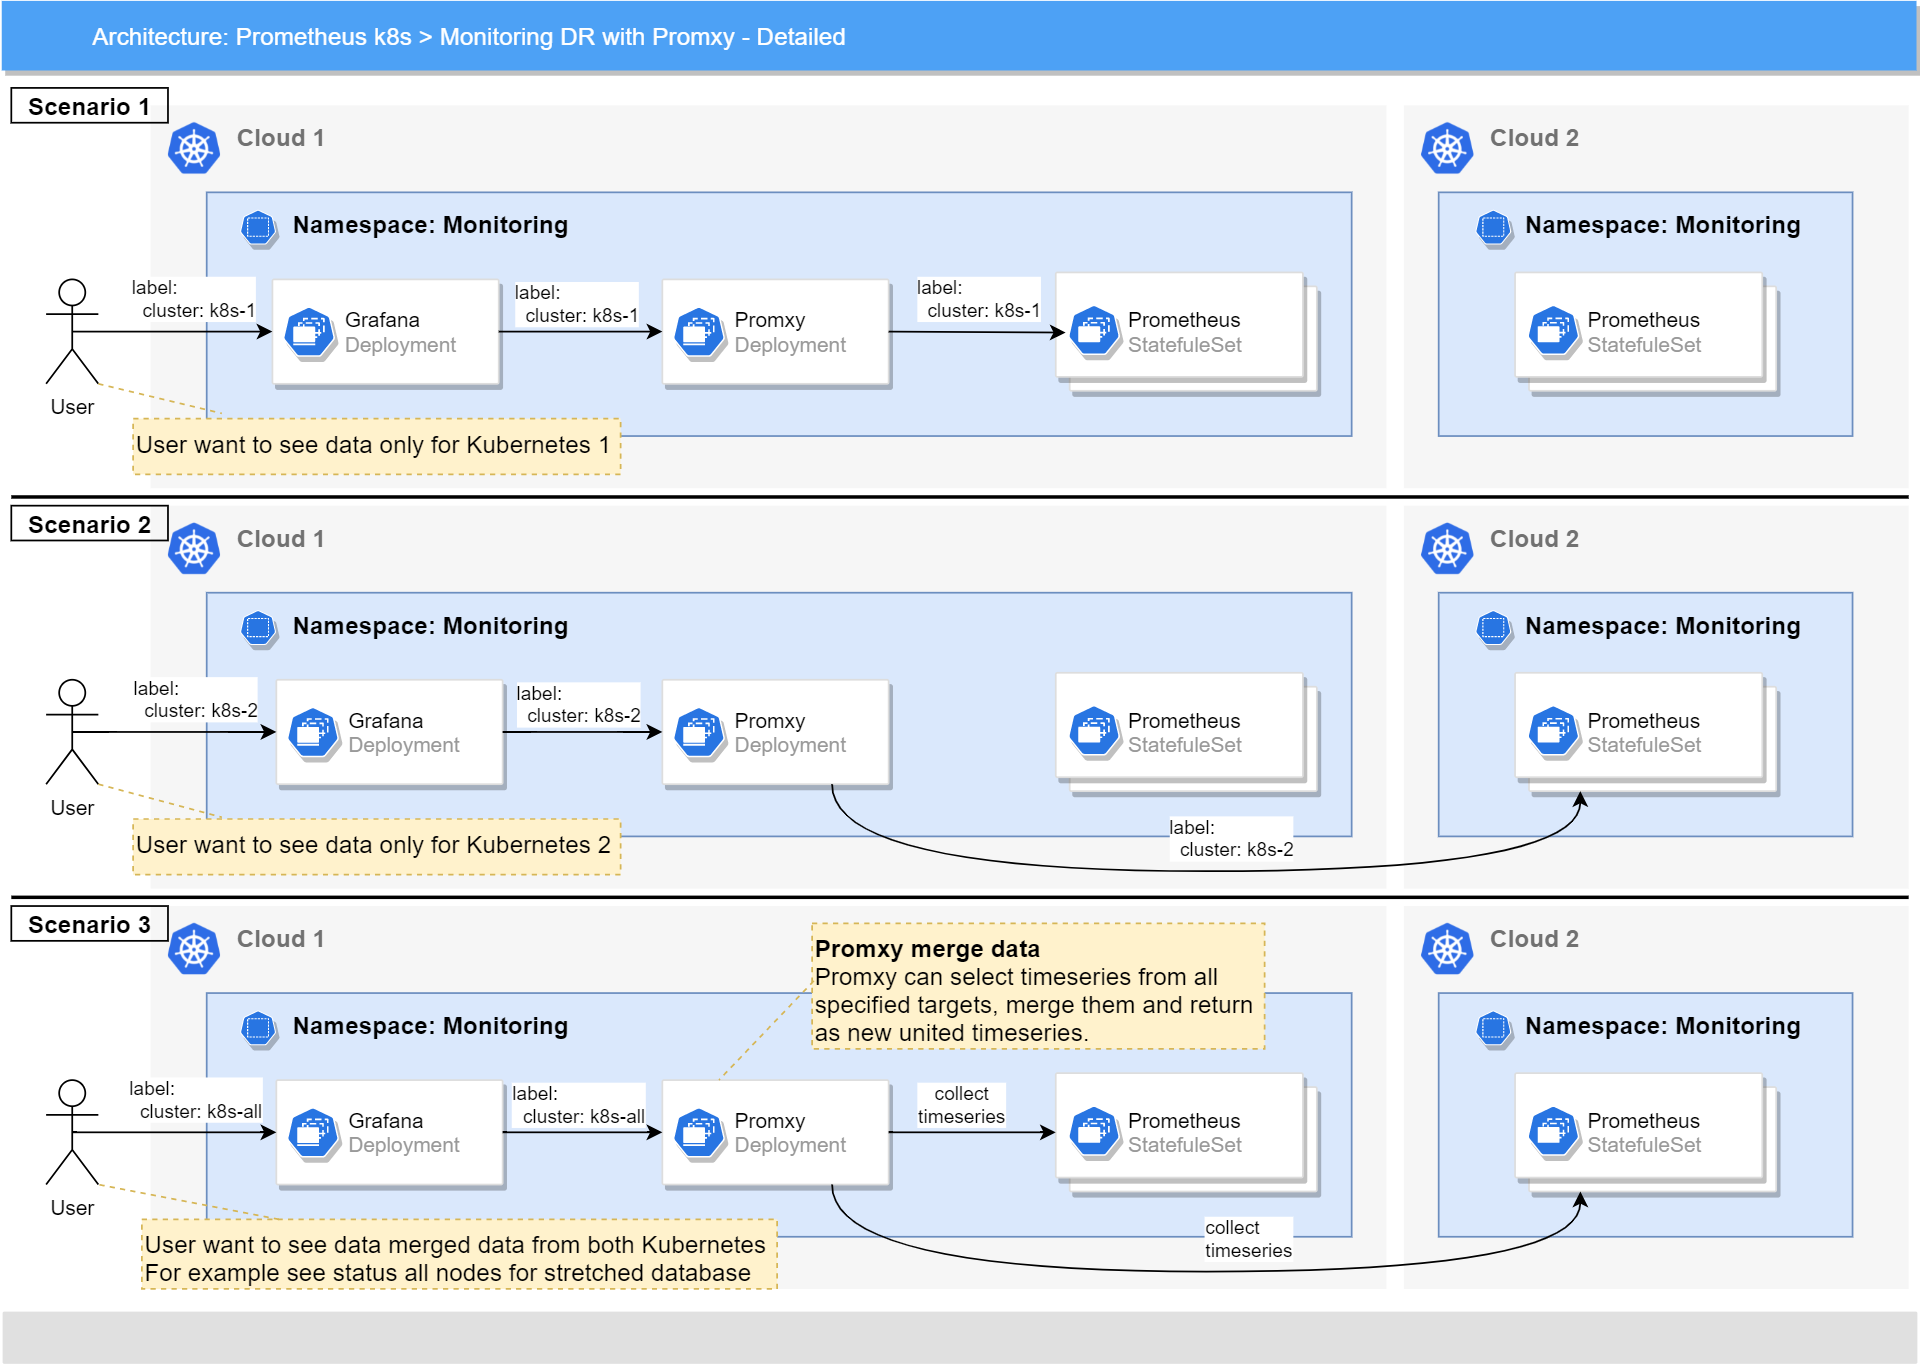 Architecture: Prometheus k8s > Monitoring DR with Promxy - Detailed
Scenario 1
Cloud 1
Cloud 2
Namespace: Monitoring
Namespace: Monitoring
User
label:
cluster: k8s-1
Grafana
Deployment
label:
cluster: k8s-1
Promxy
Deployment
label:
cluster: k8s-1
Prometheus
StatefuleSet
Prometheus
StatefuleSet
User want to see data only for Kubernetes 1
Scenario 2
Cloud 1
Cloud 2
Namespace: Monitoring
Namespace: Monitoring
User
label:
cluster: k8s-2
Grafana
Deployment
label:
cluster: k8s-2
Promxy
Deployment
Prometheus
StatefuleSet
Prometheus
StatefuleSet
label:
cluster: k8s-2
User want to see data only for Kubernetes 2
Scenario 3
Cloud 1
Cloud 2
Promxy merge data
Promxy can select timeseries from all
specified targets, merge them and return
as new united timeseries.
Namespace: Monitoring
Namespace: Monitoring
User
label:
cluster: k8s-all
Grafana
Deployment
label:
cluster: k8s-all
Promxy
Deployment
collect
timeseries
Prometheus
StatefuleSet
Prometheus
StatefuleSet
collect
timeseries
User want to see data merged data from both Kubernetes
For example see status all nodes for stretched database